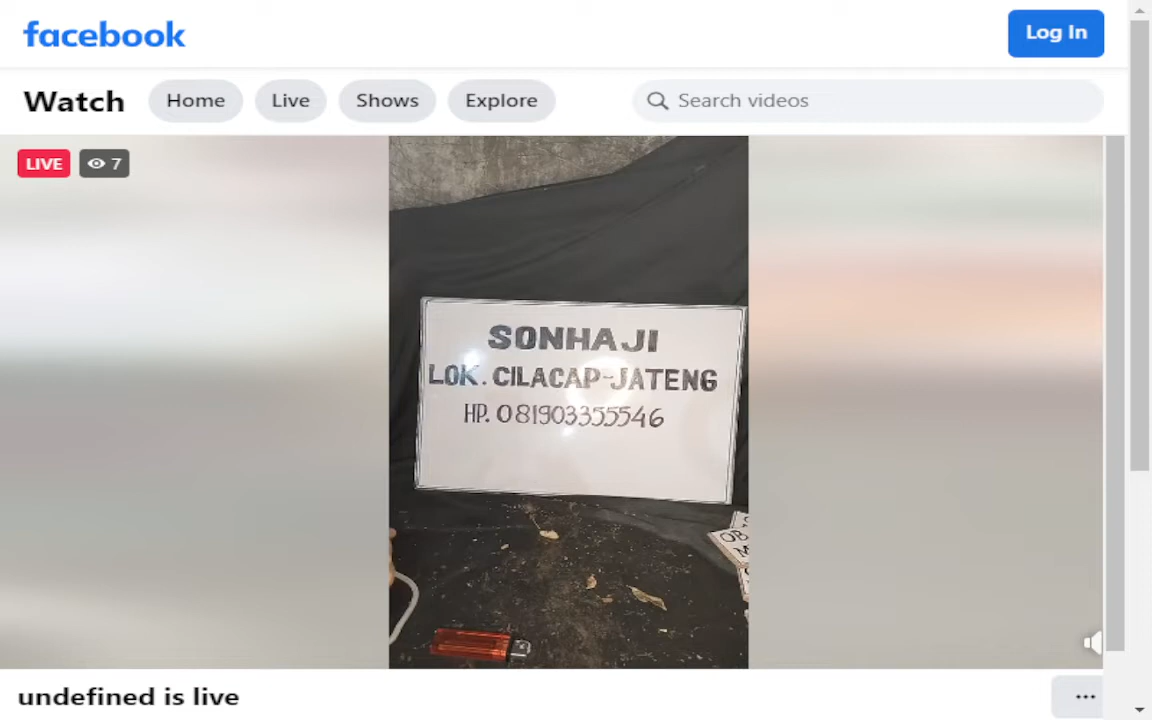 facebook
Log In
Watch
Home
Live
Shows
Explore
Search videos
LIVE
7
SONHAJI
LOK. CILACAP-JATENG
HP. 081903355546
08
M
undefined is live